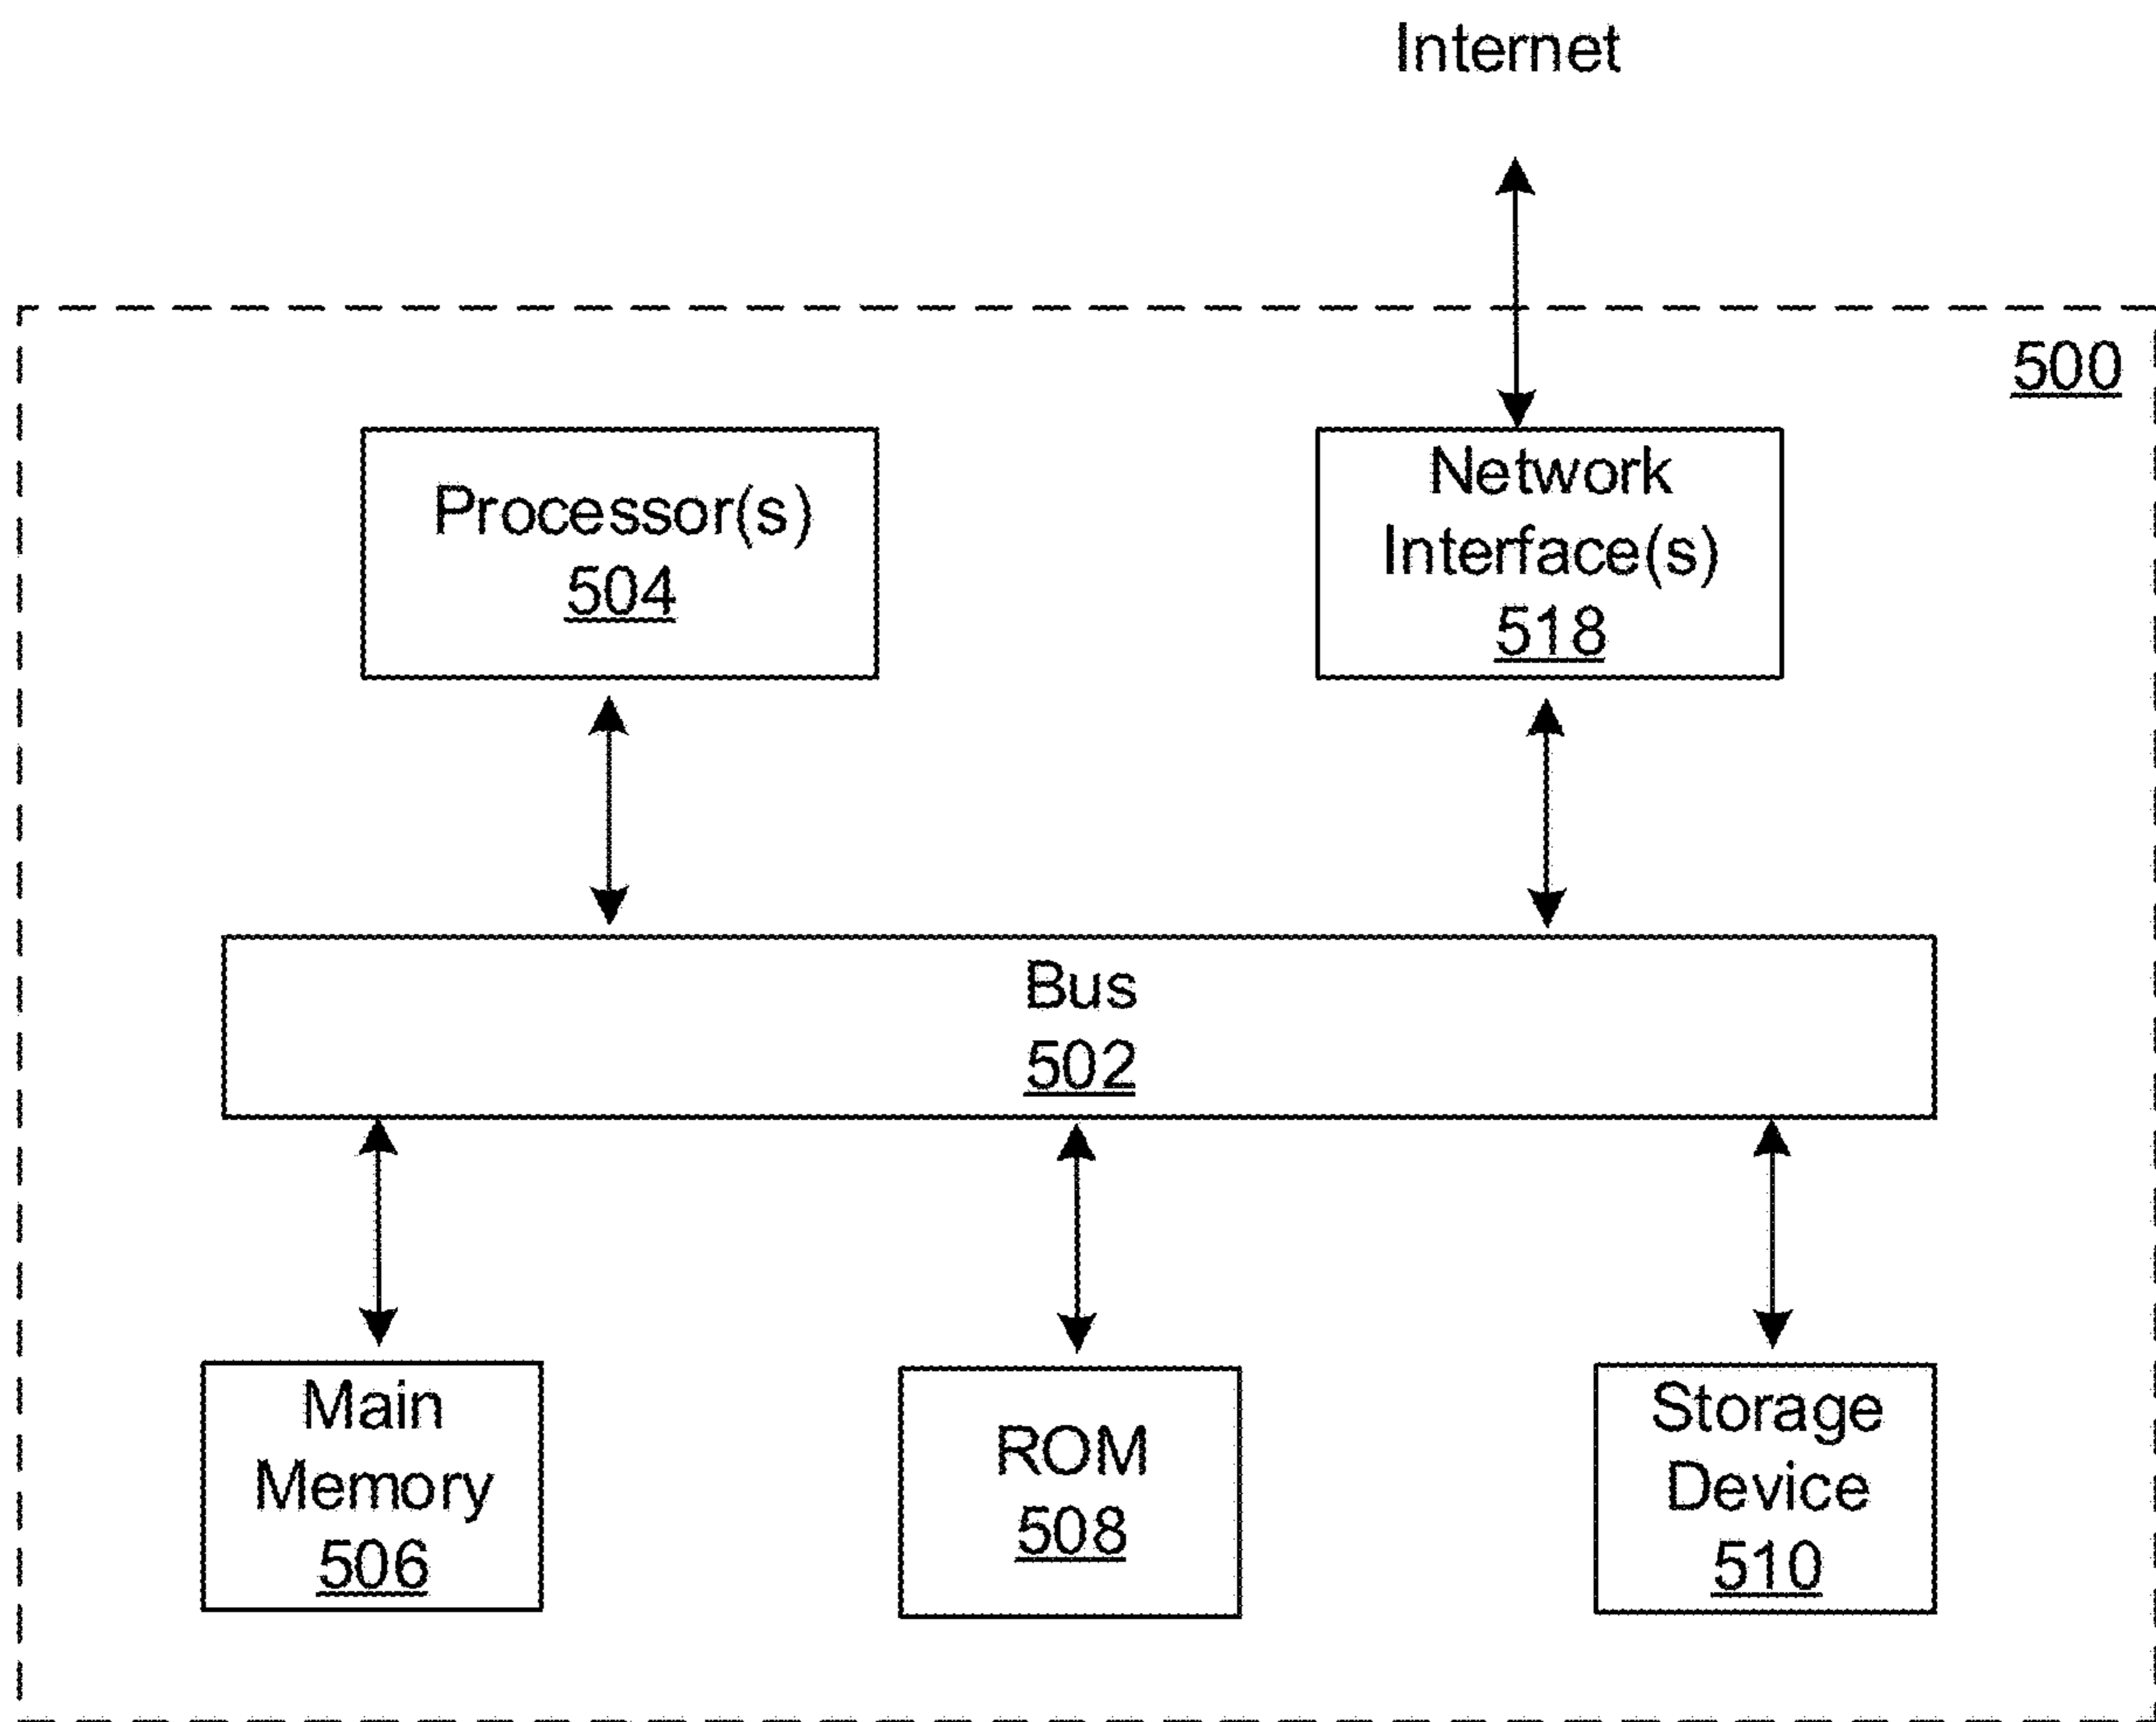 Internet
500
Processor(s)
504
Network
Interface(s)
518
Bus
502
Main
Memory
506
ROM
508
Storage
Device
510